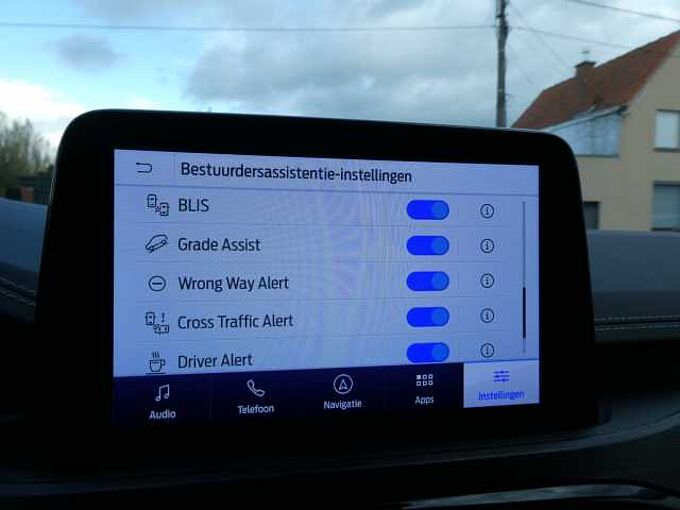 Bestuurdersassistentie-instellingen
BLIS
Grade Assist
Wrong Way Alert
Cross Traffic Alert
Driver Alert
Audio
Telefoon
Navigatie
Apps
Instellingen